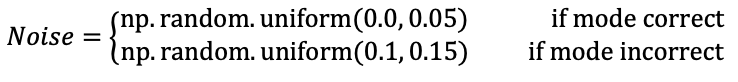 Noise = {np. random. uniform(0.0, 0.05) if mode correct
np. random. uniform(0.1, 0.15) if mode incorrect